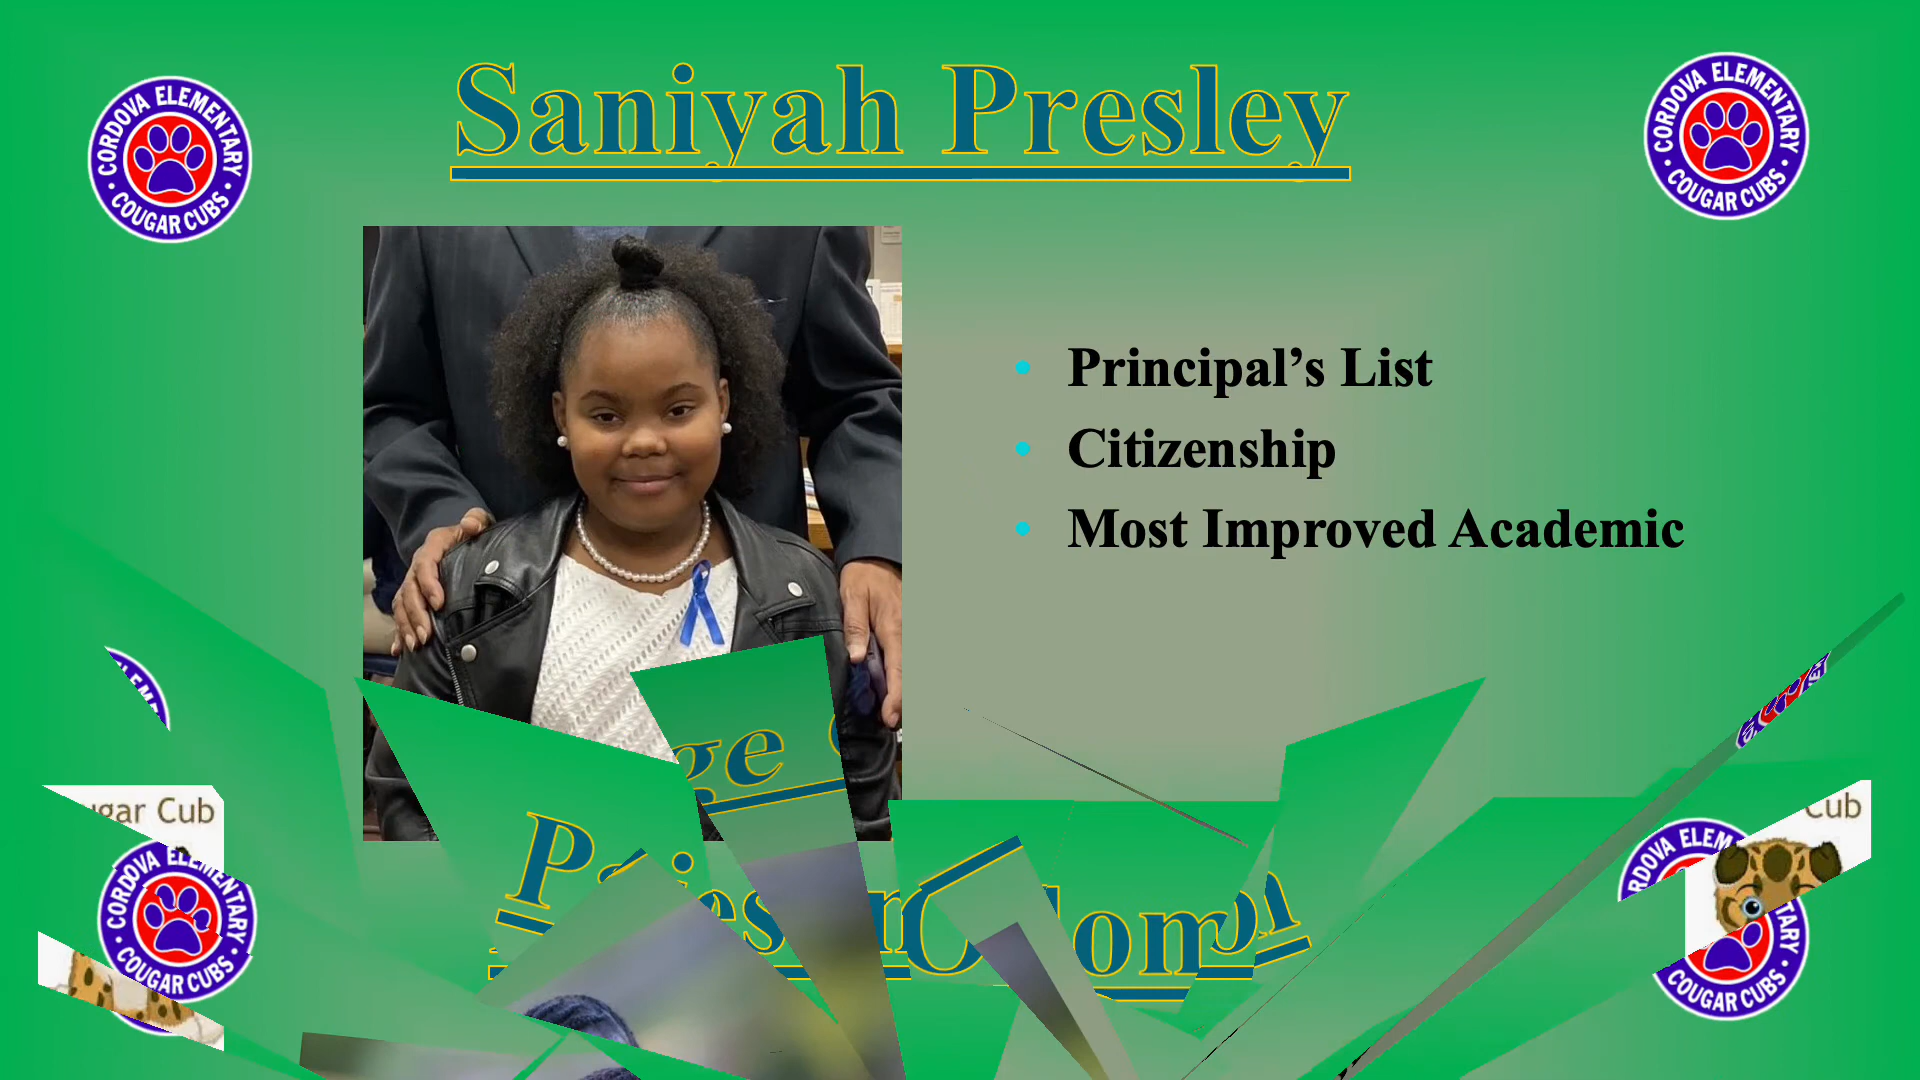 Saniyah Presley
CORDOVA ELEMENTARY
• COUGAR CUBS •
CORDOVA ELEMENTARY
• COUGAR CUBS •
• Principal’s List
• Citizenship
• Most Improved Academic
Cub
Cub
CORDOVA ELEMENTARY
• COUGAR CUBS •
COUGAR CUBS •